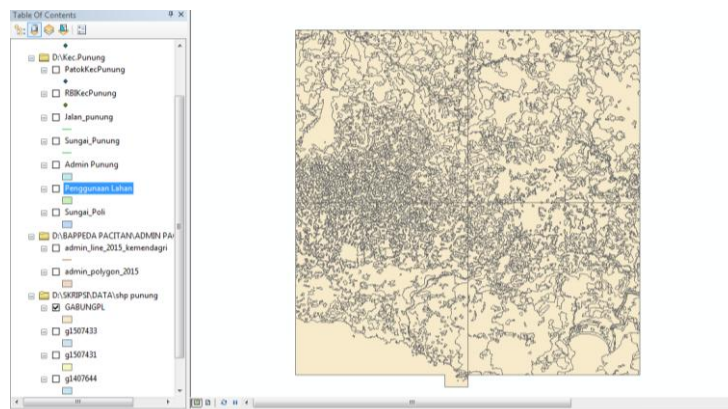 Table Of Contents
D:\Kec.Punung
PatokKecPunung
RBIKecPunung
Jalan_punung
Sungai_Punung
Admin Punung
Penggunaan Lahan
Sungai_Poli
D:\BAPPEDA PACITAN\ADMIN PA
admin_line_2015_kemendagri
admin_polygon_2015
D:\SKRIPSI\DATA\shp punung
GABUNGPL
g1507433
g1507431
g1407644